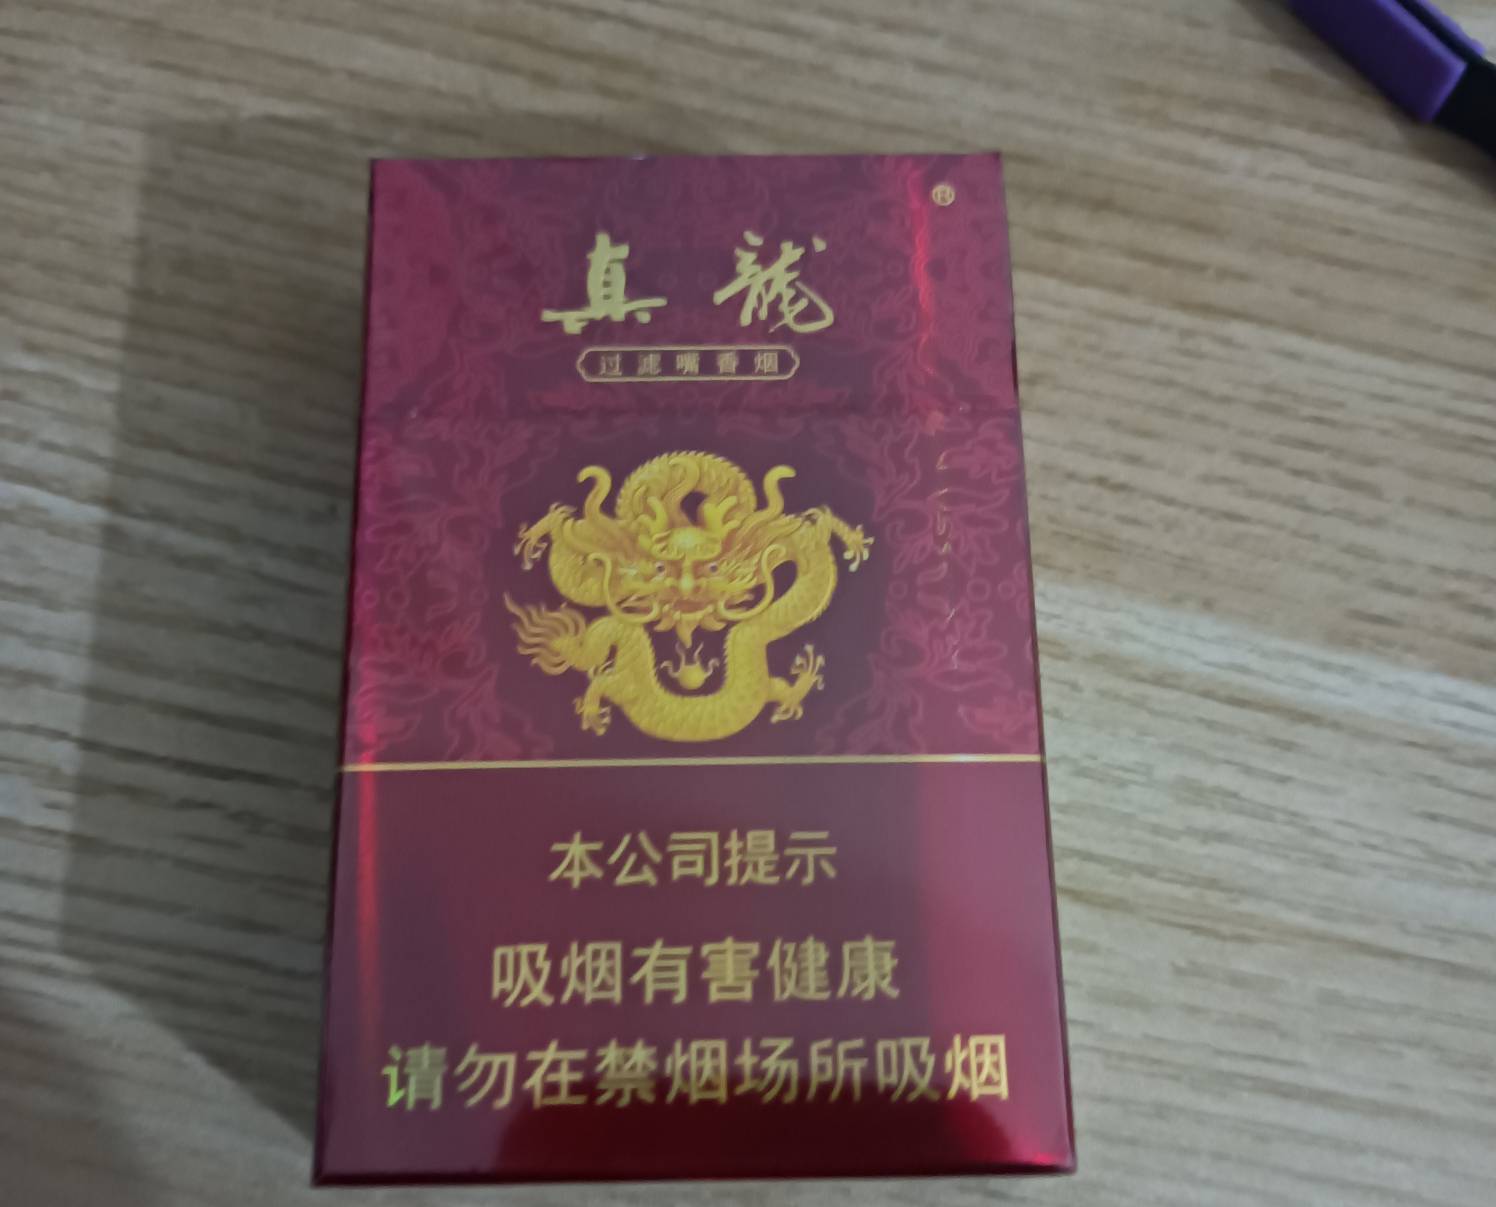 ®
真龍
过滤嘴香烟
本公司提示
吸烟有害健康
请勿在禁烟场所吸烟